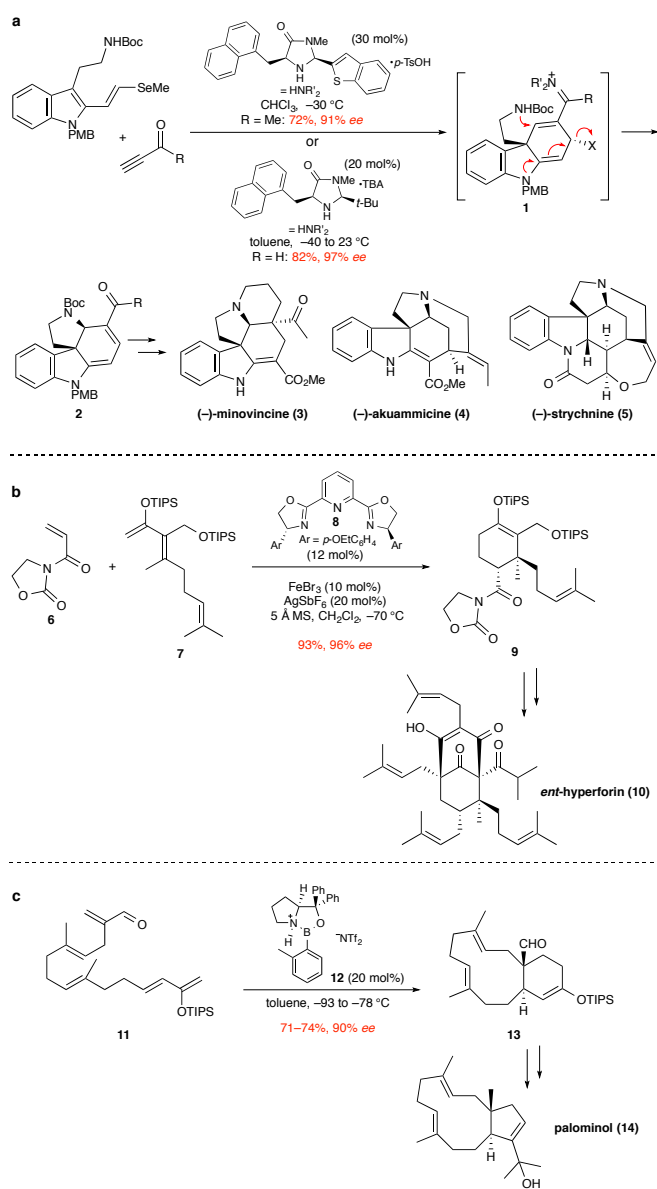 a
NHBoc
SeMe
N
PMB
+
O
R
O
NMe
N
H
S
(30 mol%)
•p-TsOH
= HNR'2
CHCl3, –30 °C
R = Me: 72%, 91% ee
or
O
NMe
N
H
t-Bu
(20 mol%)
•TBA
= HNR'2
toluene, –40 to 23 °C
R = H: 82%, 97% ee
R'2N
+
R
NHBoc
X
N
PMB
1
Boc
N
O
R
N
PMB
2
N
O
N
H
CO2Me
(–)-minovincine (3)
N
N
H
H
CO2Me
(–)-akuammicine (4)
N
H
H
N
H
O
O
H
(–)-strychnine (5)
b
O
N
O
O
6
+
OTIPS
OTIPS
Me
7
O
N
N
8
N
O
Ar
Ar = p-OEtC6H4
Ar
(12 mol%)
FeBr3 (10 mol%)
AgSbF6 (20 mol%)
5 Å MS, CH2Cl2, –70 °C
93%, 96% ee
OTIPS
OTIPS
O
N
O
O
9
HO
O
O
O
ent-hyperforin (10)
c
O
OTIPS
11
H
Ph
Ph
N
+
H
B
O
–NTf2
12 (20 mol%)
toluene, –93 to –78 °C
71–74%, 90% ee
CHO
H
OTIPS
13
H
OH
palominol (14)